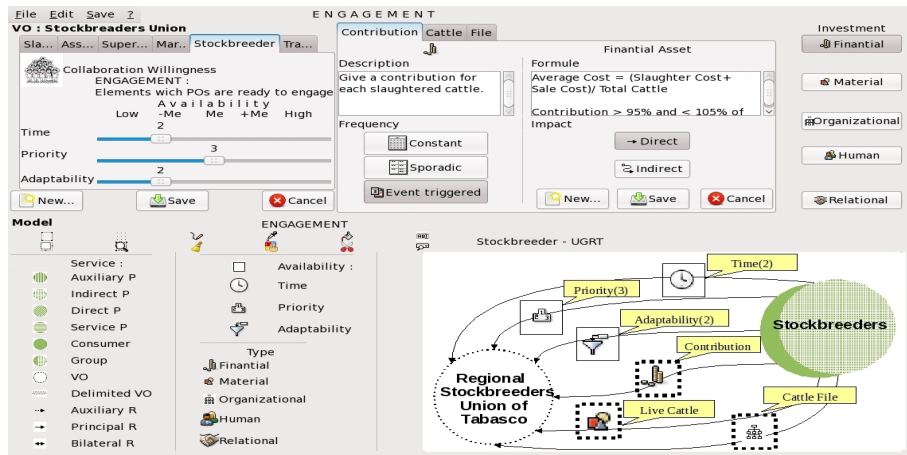 File Edit Save ?
ENGAGEMENT
VO : Stockbreaders Union
Sla... Ass... Super... Mar.. Stockbreeder Tra...
Collaboration Willingness
ENGAGEMENT :
Elements wich POs are ready to engage
Availability
Low -Me Me +Me High
Time 2
Priority 3
Adaptability 2
New... Save Cancel
Contribution Cattle File
Description
Give a contribution for
each slaughtered cattle.
Frequency
Constant
Sporadic
Event triggered
Finantial Asset
Formule
Average Cost = (Slaughter Cost+
Sale Cost)/ Total Cattle
Contribution > 95% and < 105% of
Impact
Direct
Indirect
New... Save Cancel
Investment
Finantial
Material
Organizational
Human
Relational
Model
ENGAGEMENT
Service :
Auxiliary P
Indirect P
Direct P
Service P
Consumer
Group
VO
Delimited VO
Auxiliary R
Principal R
Bilateral R
Availability :
Time
Priority
Adaptability
Type
Finantial
Material
Organizational
Human
Relational
Stockbreeder - UGRT
Time(2)
Priority(3)
Adaptability(2)
Stockbreeders
Contribution
Regional
Stockbreeders
Union of
Tabasco
Cattle File
Live Cattle